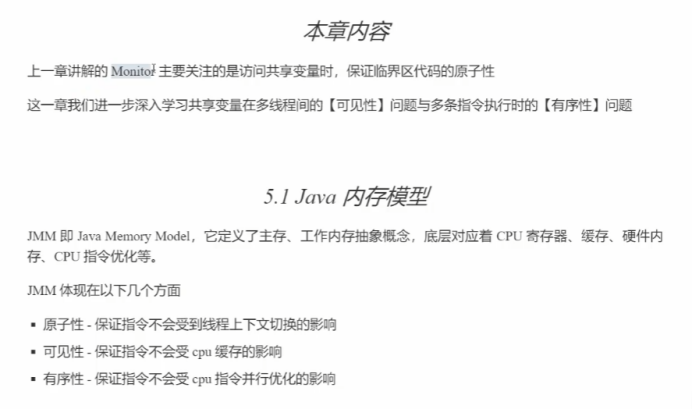 本章内容
上一章讲解的 Monitor 主要关注的是访问共享变量时，保证临界区代码的原子性
这一章我们进一步深入学习共享变量在多线程间的【可见性】问题与多条指令执行时的【有序性】问题
5.1 Java 内存模型
JMM 即 Java Memory Model，它定义了主存、工作内存抽象概念，底层对应着 CPU 寄存器、缓存、硬件内
存、CPU 指令优化等。
JMM 体现在以下几个方面
▪ 原子性 - 保证指令不会受到线程上下文切换的影响
▪ 可见性 - 保证指令不会受 cpu 缓存的影响
▪ 有序性 - 保证指令不会受 cpu 指令并行优化的影响